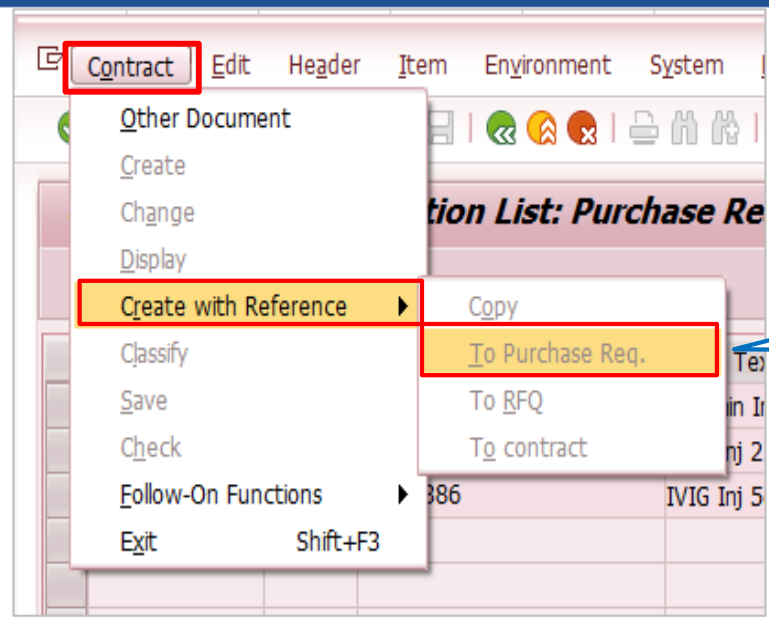 Contract Edit Header Item Environment System
Other Document
Create
Change
tion List: Purchase Re
Display
Create with Reference
Copy
Classify
To Purchase Req.
Tex
Save
To RFQ
in In
Check
To contract
nj 2
Follow-On Functions
386
IVIG Inj 5
Exit Shift+F3